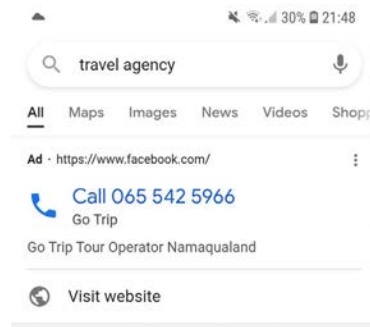 30% 21:48
travel agency
All Maps Images News Videos Shopp
Ad · https://www.facebook.com/
Call 065 542 5966
Go Trip
Go Trip Tour Operator Namaqualand
Visit website